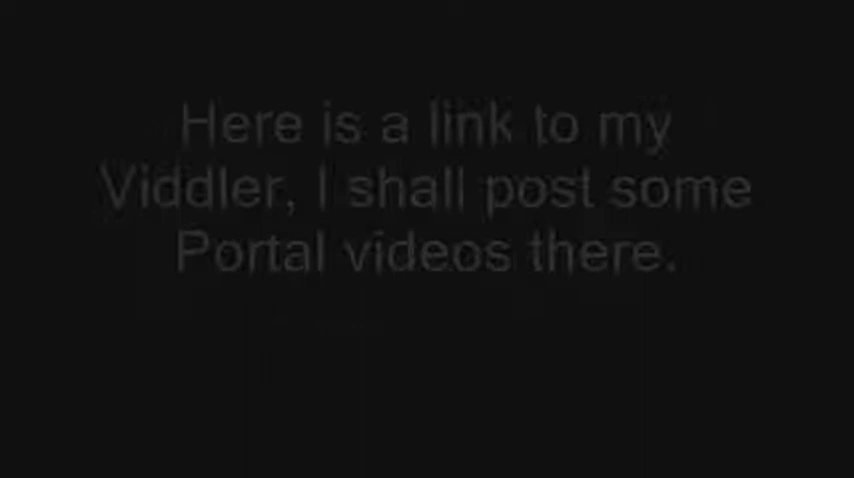 Here is a link to my
Viddler, I shall post some
Portal videos there.